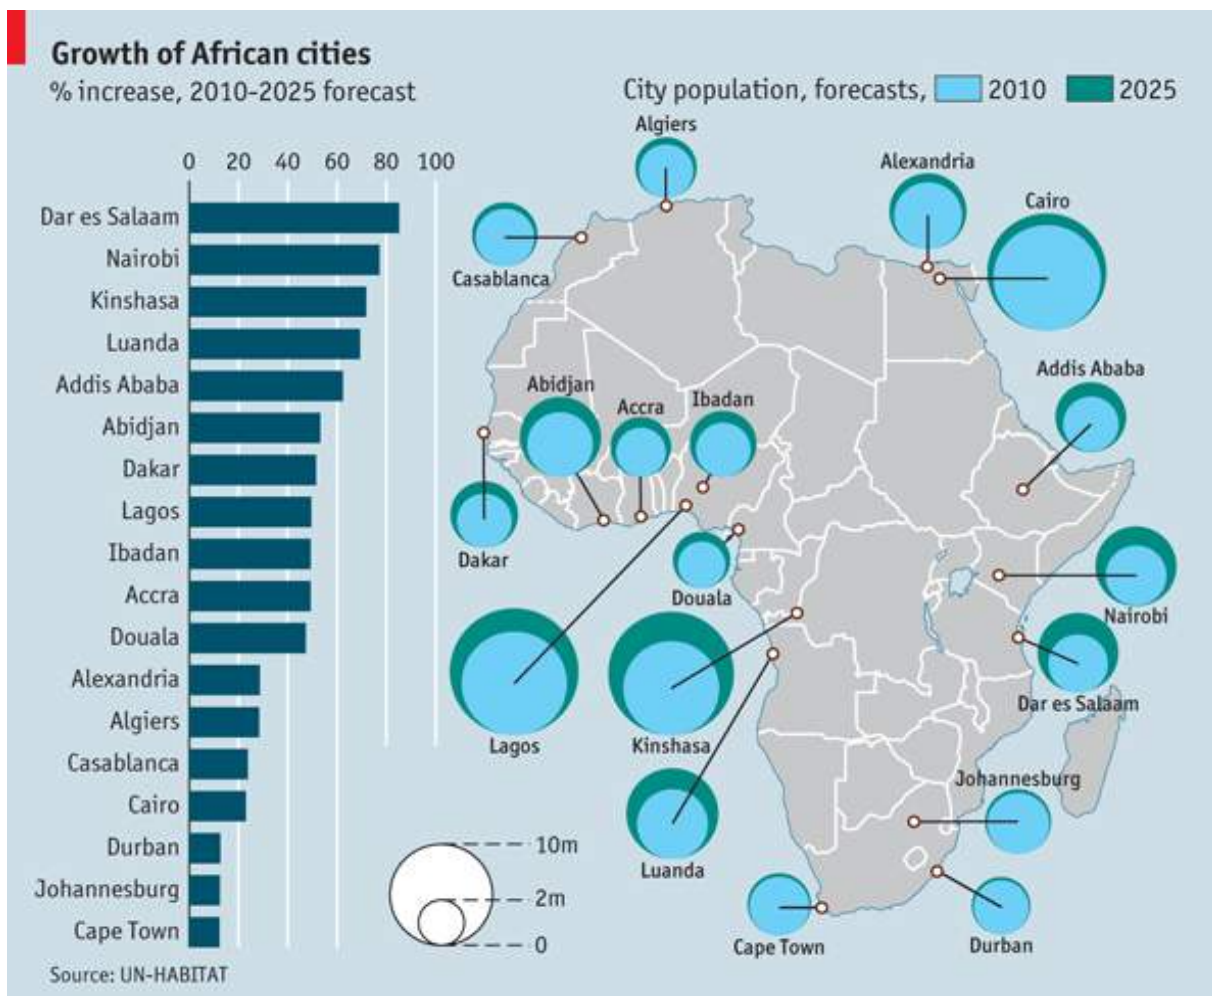 Growth of African cities
% increase, 2010-2025 forecast
City population, forecasts, 2010 2025
0 20 40 60 80 100
Dar es Salaam
Nairobi
Kinshasa
Luanda
Addis Ababa
Abidjan
Dakar
Lagos
Ibadan
Accra
Douala
Alexandria
Algiers
Casablanca
Cairo
Durban
Johannesburg
Cape Town
Source: UN-HABITAT
Algiers
Alexandria
Cairo
Casablanca
Addis Ababa
Abidjan
Accra
Ibadan
Dakar
Douala
Nairobi
Dar es Salaam
Lagos
Kinshasa
Johannesburg
Luanda
Cape Town
Durban
10m
2m
0